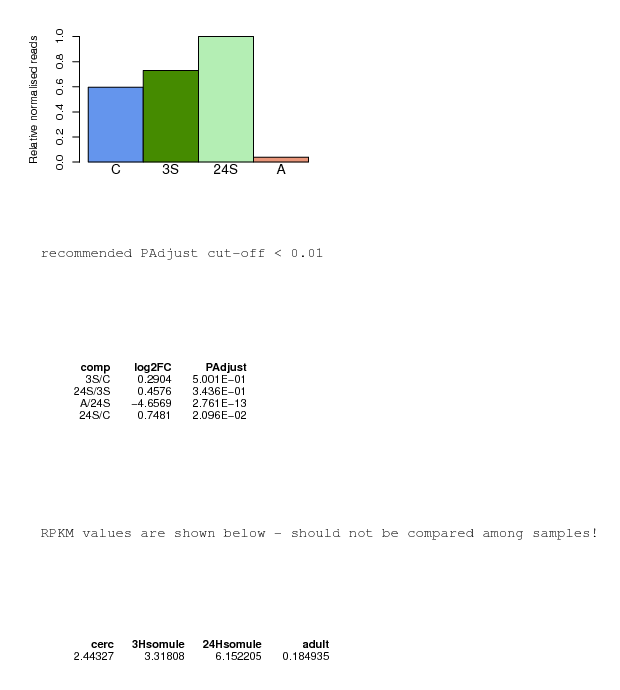 Relative normalised reads
1.0
0.8
0.6
0.4
0.2
0.0
C 3S 24S A
recommended PAdjust cut-off < 0.01
comp log2FC PAdjust
3S/C 0.2904 5.001E-01
24S/3S 0.4576 3.436E-01
A/24S −4.6569 2.761E-13
24S/C 0.7481 2.096E-02
RPKM values are shown below - should not be compared among samples!
cerc 3Hsomule 24Hsomule adult
2.44327 3.31808 6.152205 0.184935